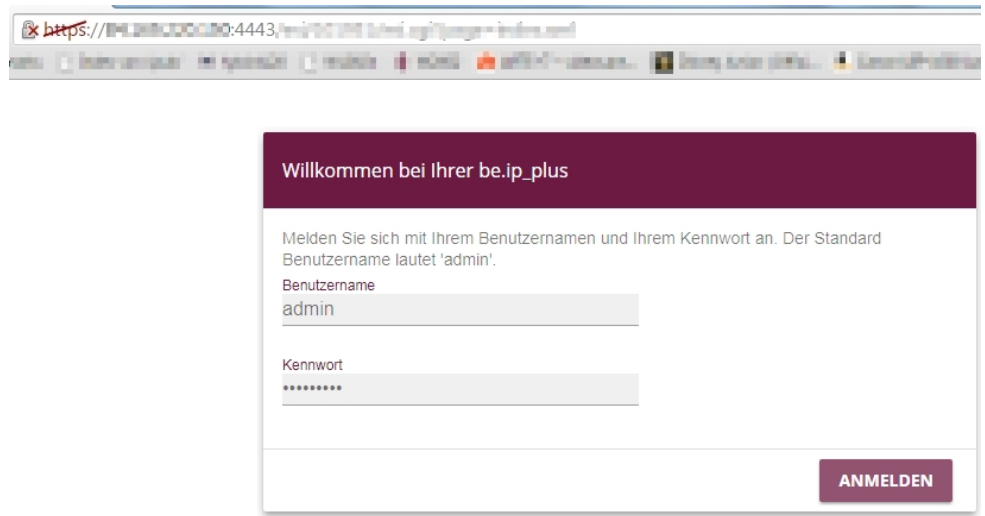 https://
:4443
Willkommen bei Ihrer be.ip_plus
Melden Sie sich mit Ihrem Benutzernamen und Ihrem Kennwort an. Der Standard
Benutzername lautet 'admin'.
Benutzername
admin
Kennwort
•••••••••
ANMELDEN